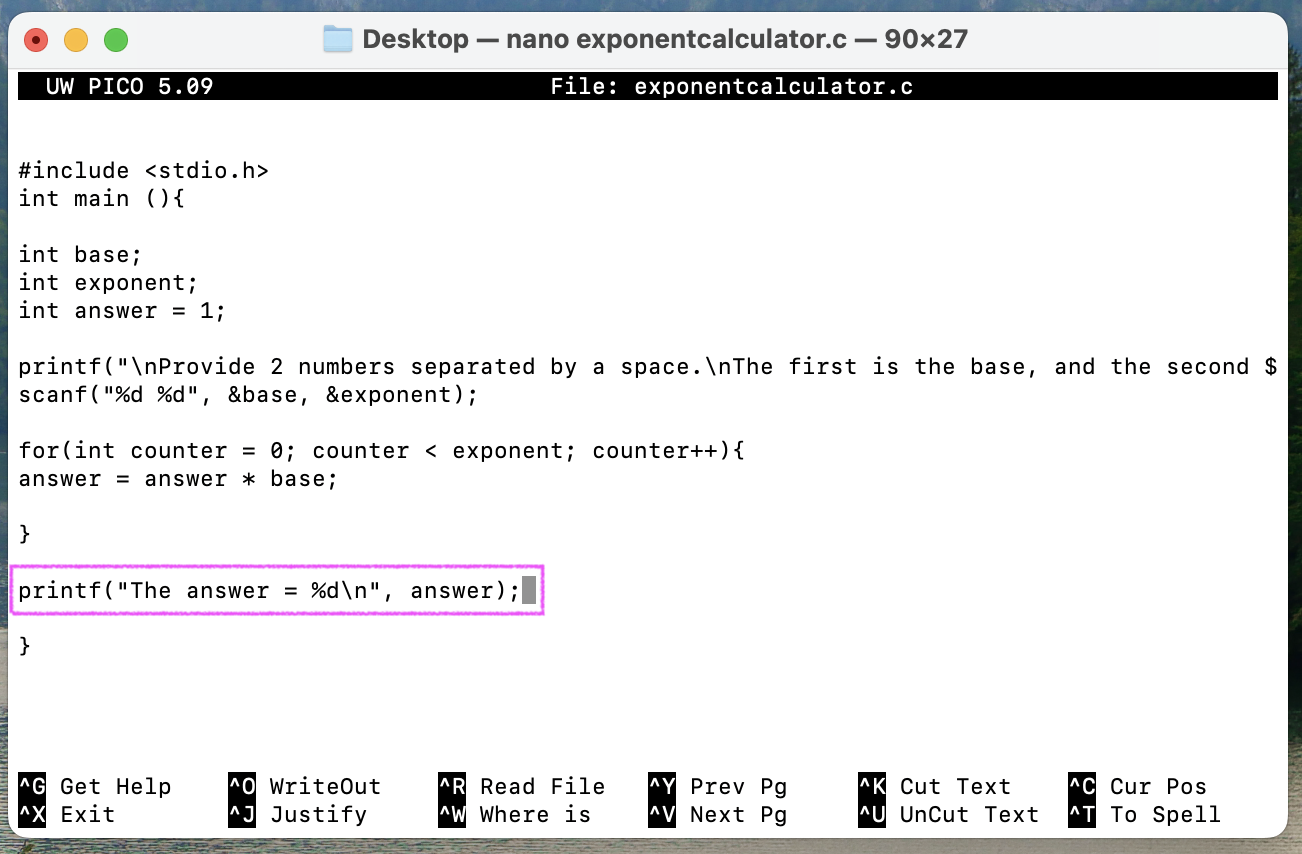 Desktop — nano exponentcalculator.c — 90×27
UW PICO 5.09 File: exponentcalculator.c
#include <stdio.h>
int main (){
int base;
int exponent;
int answer = 1;
printf("\nProvide 2 numbers separated by a space.\nThe first is the base, and the second $
scanf("%d %d", &base, &exponent);
for(int counter = 0; counter < exponent; counter++){
answer = answer * base;
}
printf("The answer = %d\n", answer);
}
^G Get Help ^O WriteOut ^R Read File ^Y Prev Pg ^K Cut Text ^C Cur Pos
^X Exit ^J Justify ^W Where is ^V Next Pg ^U UnCut Text ^T To Spell